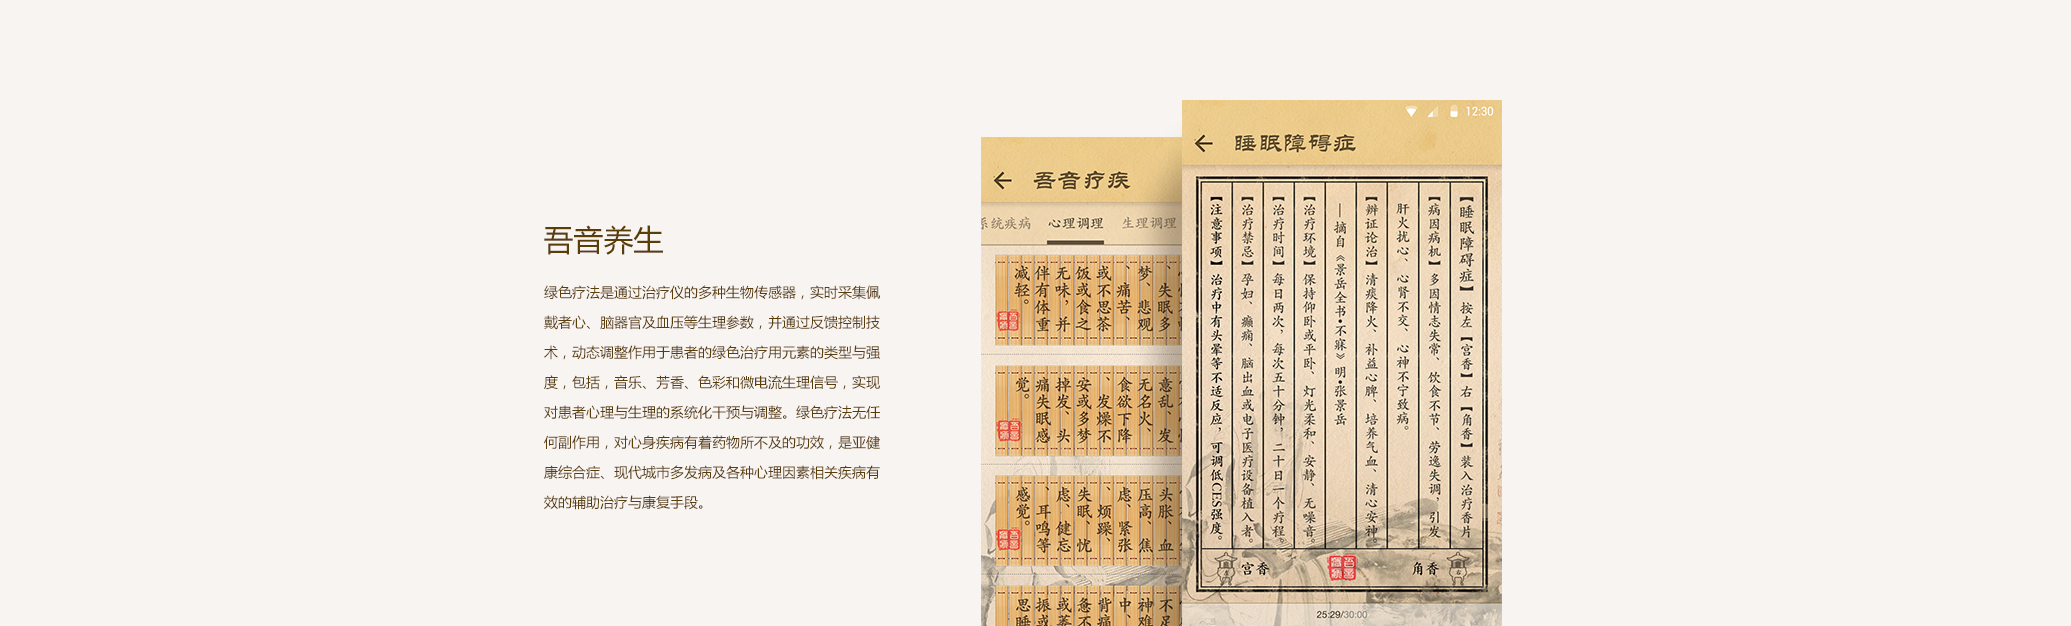 吾音养生
绿色疗法是通过治疗仪的多种生物传感器，实时采集佩
戴者心、脑器官及血压等生理参数，并通过反馈控制技
术，动态调整作用于患者的绿色治疗用元素的类型与强
度，包括，音乐、芳香、色彩和微电流生理信号，实现
对患者心理与生理的系统化干预与调整。绿色疗法无任
何副作用，对心身疾病有着药物所不及的功效，是亚健
康综合症、现代城市多发病及各种心理因素相关疾病有
效的辅助治疗与康复手段。
吾音疗疾
系统疾病 心理调理 生理调理
、失眠多
梦、悲观
、痛苦、
或不思茶
饭或食之
无味，并
伴有体重
减轻。
意乱、发
无名火、
食欲下降
、发燥不
安或多梦
掉发、头
痛失眠感
觉。
头胀、血
压高、焦
虑、紧张
、烦躁、
失眠、忧
虑、健忘
、耳鸣等
感觉。
不足
神难
中、
背痛
惫
或萎
振或
思睡
12:30
睡眠障碍症
【睡眠障碍症】按左【宫香】右【角香】装入治疗香片
【病因病机】多因情志失常、饮食不节、劳逸失调，引发
肝火扰心、心肾不交、心神不宁致病。
【辨证论治】清痰降火、补益心脾、培养气血、清心安神。
—摘自《景岳全书•不寐》明•张景岳
【治疗环境】保持仰卧或平卧、灯光柔和、安静、无噪音。
【治疗时间】每日两次，每次五十分钟，二十日一个疗程。
【治疗禁忌】孕妇、癫痫、脑出血或电子医疗设备植入者。
【注意事项】治疗中有头晕等不适反应，可调低CES强度。
宫香
角香
25:29/30:00